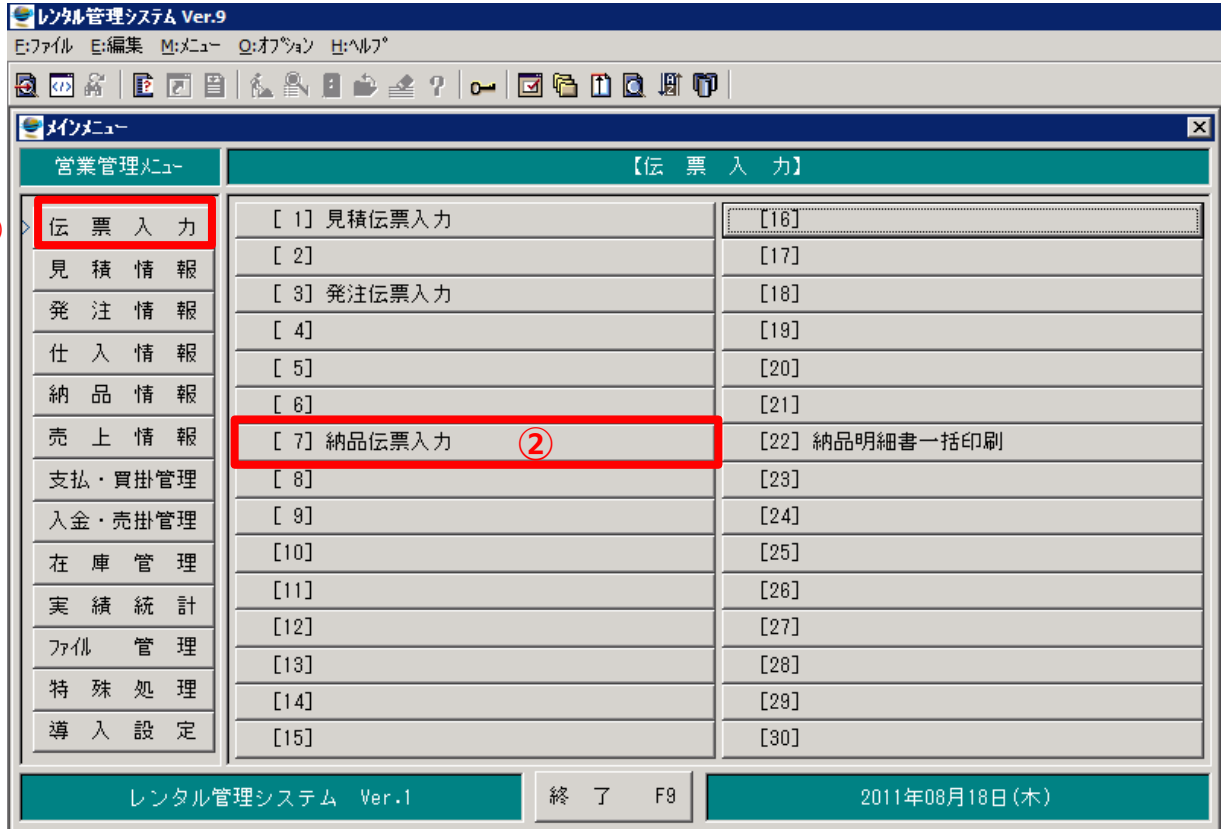 レンタル管理システム Ver.9
F:ファイル E:編集 M:メニュー O:オプション H:ヘルプ
メインメニュー
営業管理メニュー
【伝 票 入 力】
伝 票 入 力
見 積 情 報
発 注 情 報
仕 入 情 報
納 品 情 報
売 上 情 報
支払・買掛管理
入金・売掛管理
在 庫 管 理
実 績 統 計
ファイル 管 理
特 殊 処 理
導 入 設 定
[ 1] 見積伝票入力
[ 2]
[ 3] 発注伝票入力
[ 4]
[ 5]
[ 6]
[ 7] 納品伝票入力 ②
[ 8]
[ 9]
[10]
[11]
[12]
[13]
[14]
[15]
[16]
[17]
[18]
[19]
[20]
[21]
[22] 納品明細書一括印刷
[23]
[24]
[25]
[26]
[27]
[28]
[29]
[30]
レンタル管理システム Ver.1
終 了 F9
2011年08月18日(木)